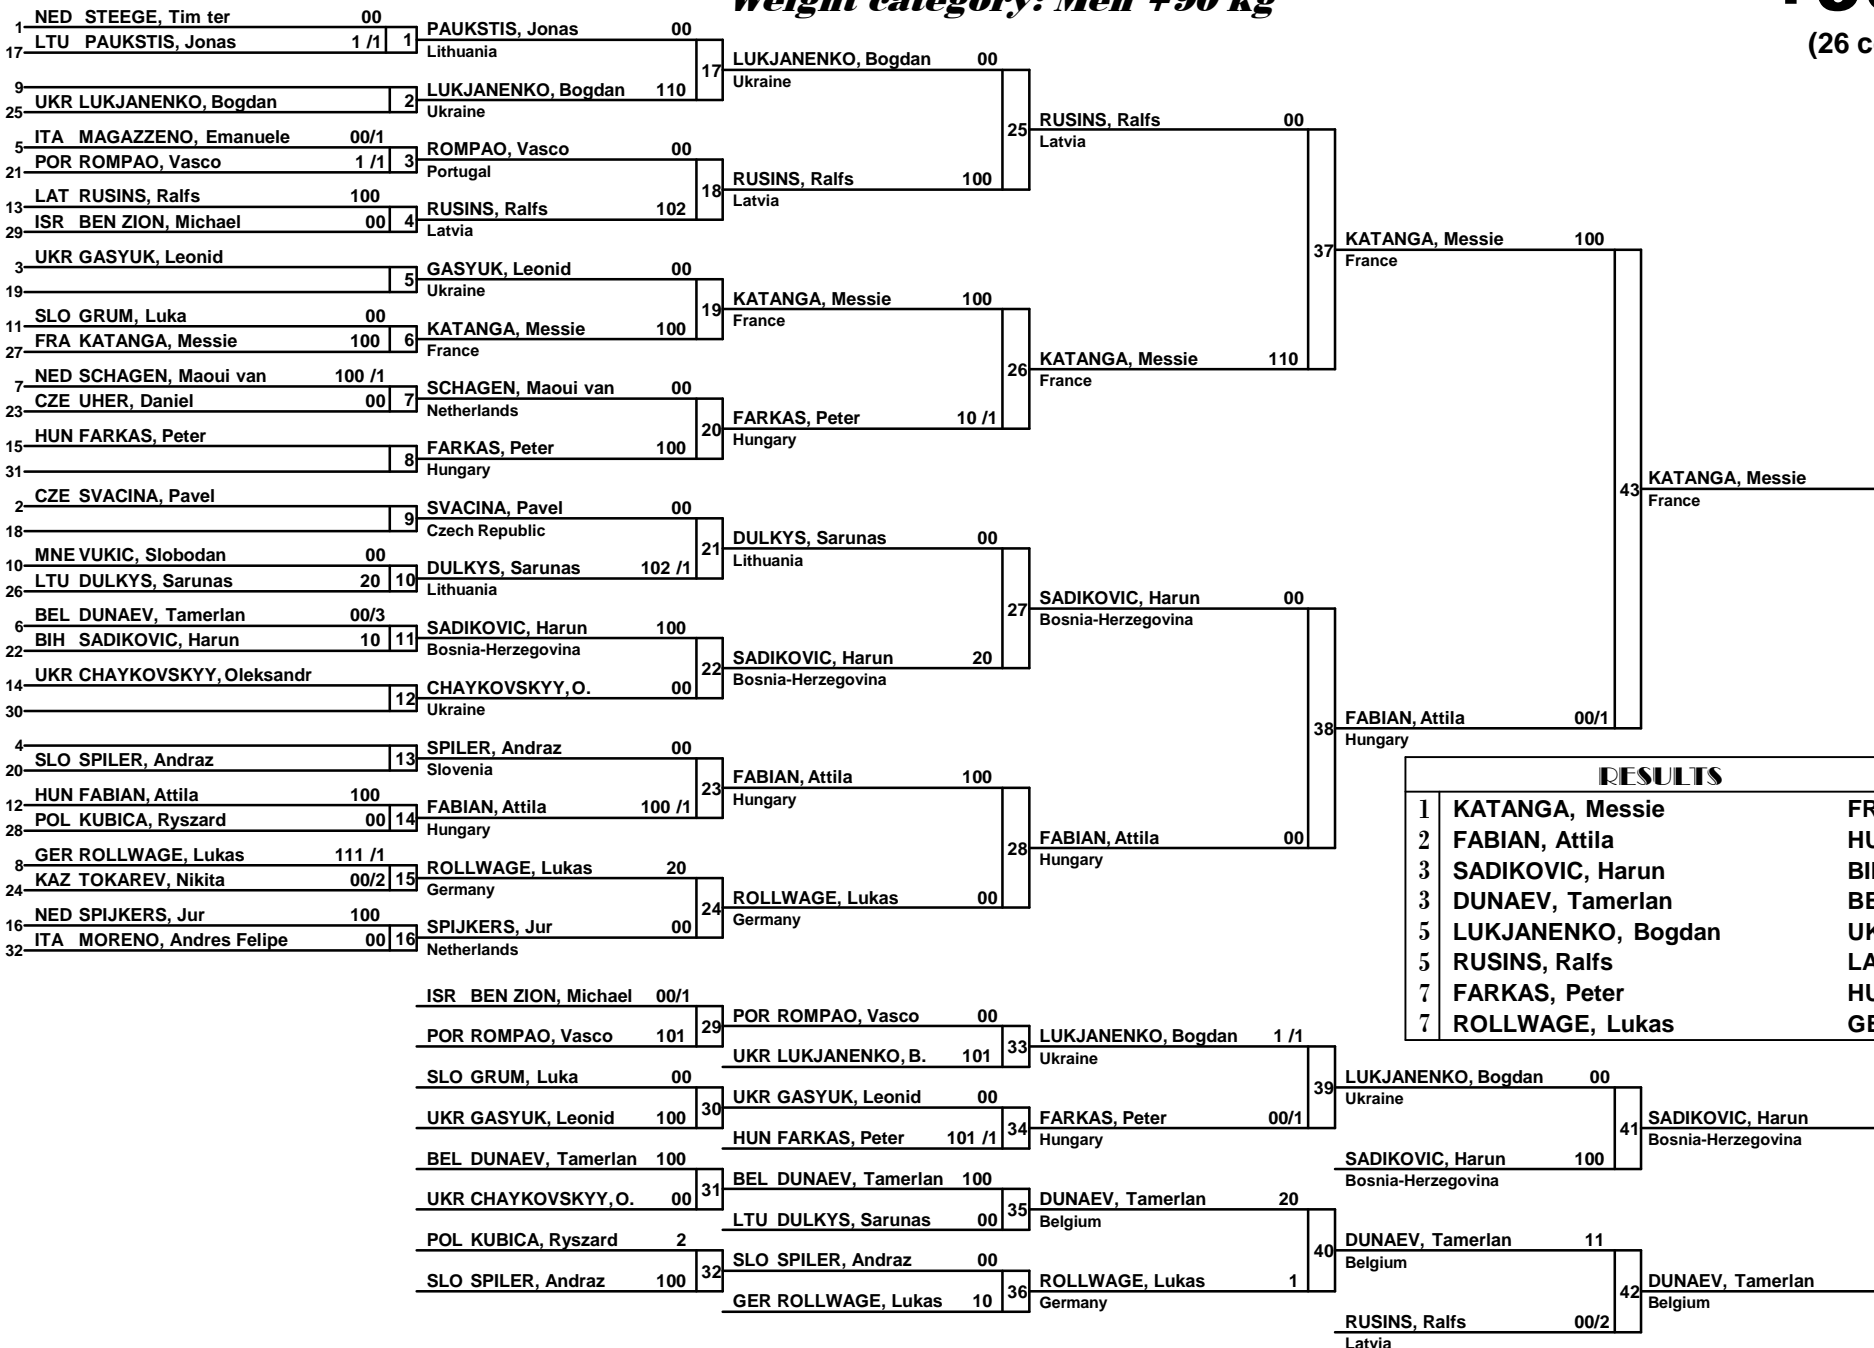 Weight category: Men +90 kg
(26 c
1 NED STEEGE, Tim ter 00
17 LTU PAUKSTIS, Jonas 1 /1 1
9
25 UKR LUKJANENKO, Bogdan 2
5 ITA MAGAZZENO, Emanuele 00/1
21 POR ROMPAO, Vasco 1 /1 3
13 LAT RUSINS, Ralfs 100
29 ISR BEN ZION, Michael 00 4
3 UKR GASYUK, Leonid
19 5
11 SLO GRUM, Luka 00
27 FRA KATANGA, Messie 100 6
7 NED SCHAGEN, Maoui van 100 /1
23 CZE UHER, Daniel 00 7
15 HUN FARKAS, Peter
31 8
2 CZE SVACINA, Pavel
18 9
10 MNE VUKIC, Slobodan 00
26 LTU DULKYS, Sarunas 20 10
6 BEL DUNAEV, Tamerlan 00/3
22 BIH SADIKOVIC, Harun 10 11
14 UKR CHAYKOVSKYY, Oleksandr
30 12
4
20 SLO SPILER, Andraz 13
12 HUN FABIAN, Attila 100
28 POL KUBICA, Ryszard 00 14
8 GER ROLLWAGE, Lukas 111 /1
24 KAZ TOKAREV, Nikita 00/2 15
16 NED SPIJKERS, Jur 100
32 ITA MORENO, Andres Felipe 00 16
PAUKSTIS, Jonas 00
Lithuania
17
LUKJANENKO, Bogdan 110
Ukraine
ROMPAO, Vasco 00
Portugal
18
RUSINS, Ralfs 102
Latvia
GASYUK, Leonid 00
Ukraine
19
KATANGA, Messie 100
France
SCHAGEN, Maoui van 00
Netherlands
20
FARKAS, Peter 100
Hungary
SVACINA, Pavel 00
Czech Republic
21
DULKYS, Sarunas 102 /1
Lithuania
SADIKOVIC, Harun 100
Bosnia-Herzegovina
22
CHAYKOVSKYY, O. 00
Ukraine
SPILER, Andraz 00
Slovenia
23
FABIAN, Attila 100 /1
Hungary
ROLLWAGE, Lukas 20
Germany
24
SPIJKERS, Jur 00
Netherlands
LUKJANENKO, Bogdan 00
Ukraine
25
RUSINS, Ralfs 100
Latvia
KATANGA, Messie 100
France
26
FARKAS, Peter 10 /1
Hungary
DULKYS, Sarunas 00
Lithuania
27
SADIKOVIC, Harun 20
Bosnia-Herzegovina
FABIAN, Attila 100
Hungary
28
ROLLWAGE, Lukas 00
Germany
RUSINS, Ralfs 00
Latvia
37
KATANGA, Messie 110
France
SADIKOVIC, Harun 00
Bosnia-Herzegovina
38
FABIAN, Attila 00
Hungary
KATANGA, Messie 100
France
43
FABIAN, Attila 00/1
Hungary
KATANGA, Messie
France
RESULTS
1 KATANGA, Messie FR
2 FABIAN, Attila HU
3 SADIKOVIC, Harun BI
3 DUNAEV, Tamerlan BE
5 LUKJANENKO, Bogdan UK
5 RUSINS, Ralfs LA
7 FARKAS, Peter HU
7 ROLLWAGE, Lukas GE
ISR BEN ZION, Michael 00/1
29
POR ROMPAO, Vasco 101
SLO GRUM, Luka 00
30
UKR GASYUK, Leonid 100
BEL DUNAEV, Tamerlan 100
31
UKR CHAYKOVSKYY, O. 00
POL KUBICA, Ryszard 2
32
SLO SPILER, Andraz 100
POR ROMPAO, Vasco 00
33
UKR LUKJANENKO, B. 101
UKR GASYUK, Leonid 00
34
HUN FARKAS, Peter 101 /1
BEL DUNAEV, Tamerlan 100
35
LTU DULKYS, Sarunas 00
SLO SPILER, Andraz 00
36
GER ROLLWAGE, Lukas 10
LUKJANENKO, Bogdan 1 /1
Ukraine
39
FARKAS, Peter 00/1
Hungary
DUNAEV, Tamerlan 20
Belgium
40
ROLLWAGE, Lukas 1
Germany
LUKJANENKO, Bogdan 00
Ukraine
41
SADIKOVIC, Harun 100
Bosnia-Herzegovina
DUNAEV, Tamerlan 11
Belgium
42
RUSINS, Ralfs 00/2
Latvia
SADIKOVIC, Harun
Bosnia-Herzegovina
DUNAEV, Tamerlan
Belgium